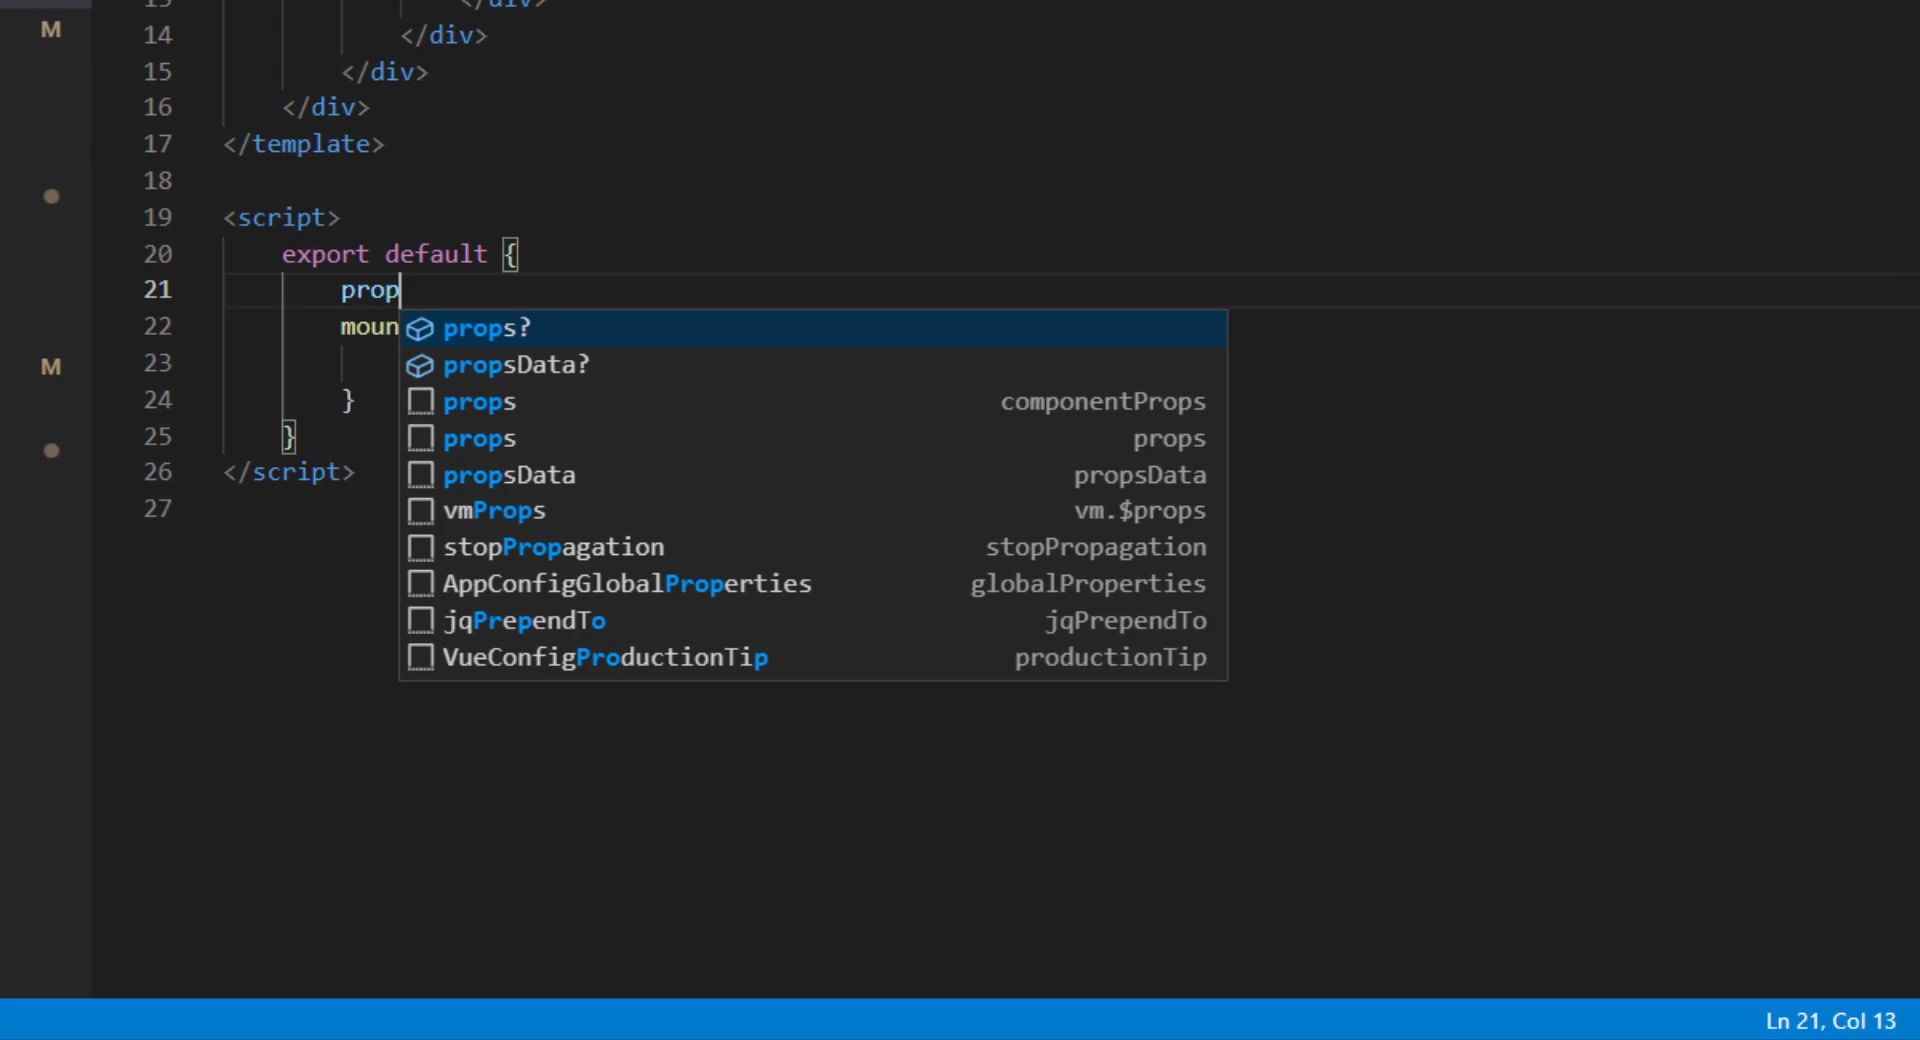 M
13 </div>
14 </div>
15 </div>
16 </div>
17 </template>
18
19 <script>
20 export default {
21 prop
22 moun
23
24 }
25 }
26 </script>
27
M
props?
propsData?
props componentProps
props props
propsData propsData
vmProps vm.$props
stopPropagation stopPropagation
AppConfigGlobalProperties globalProperties
jqPrependTo jqPrependTo
VueConfigProductionTip productionTip
Ln 21, Col 13